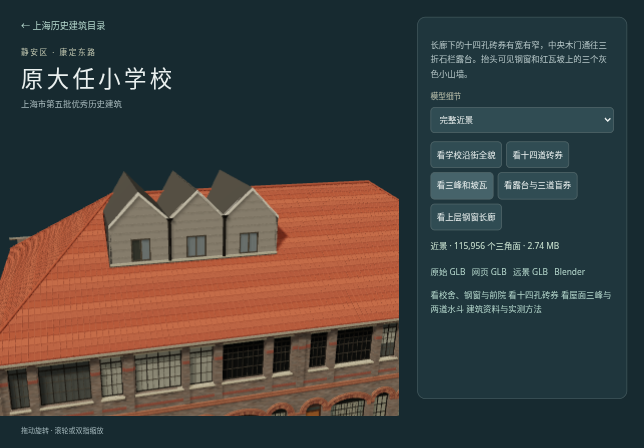 ← 上海历史建筑目录
静安区 · 康定东路
原大任小学校
上海市第五批优秀历史建筑
拖动旋转 · 滚轮或双指缩放
长廊下的十四孔砖券有宽有窄，中央木门通往三
折石栏露台。抬头可见钢窗和红瓦坡上的三个灰
色小山墙。
模型细节
完整近景
看学校沿街全貌
看十四道砖券
看三峰和坡瓦
看露台与三道盲券
看上层钢窗长廊
近景 · 115,956 个三角面 · 2.74 MB
原始 GLB 网页 GLB 远景 GLB Blender
看校舍、钢窗与前院 看十四孔砖券 看屋面三峰与
两道水斗 建筑资料与实测方法